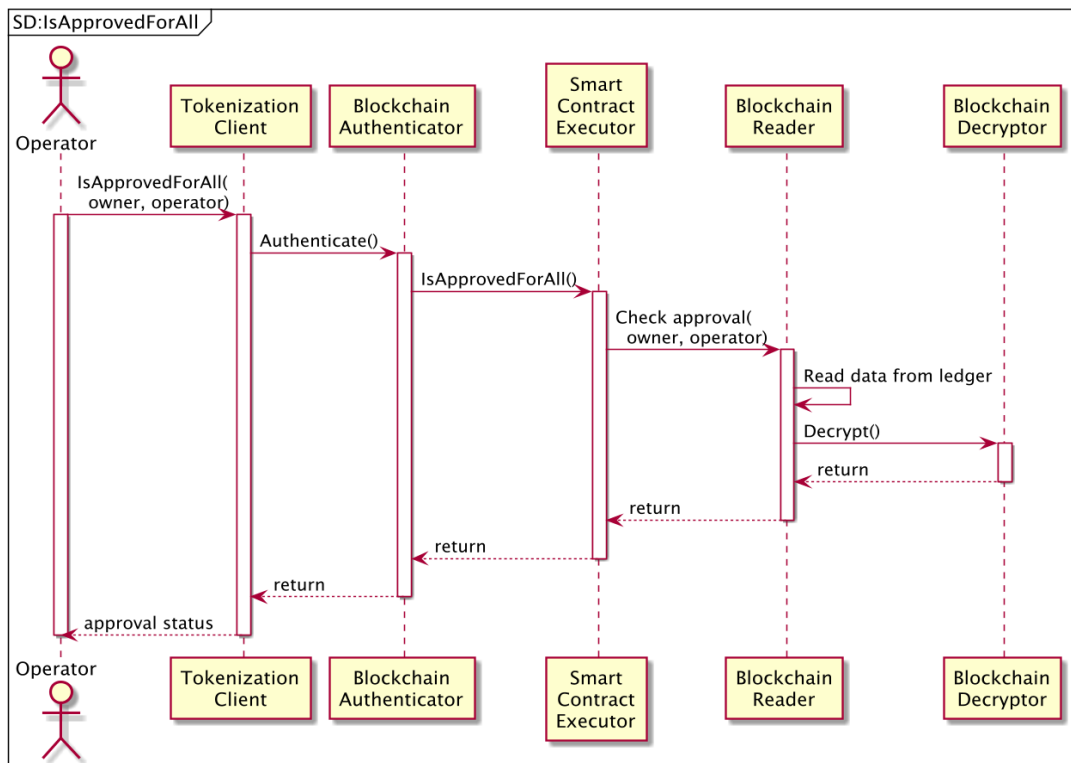 SD:IsApprovedForAll
Operator
Tokenization
Client
Blockchain
Authenticator
Smart
Contract
Executor
Blockchain
Reader
Blockchain
Decryptor
IsApprovedForAll(
owner, operator)
Authenticate()
IsApprovedForAll()
Check approval(
owner, operator)
Read data from ledger
Decrypt()
return
return
return
return
approval status
Operator
Tokenization
Client
Blockchain
Authenticator
Smart
Contract
Executor
Blockchain
Reader
Blockchain
Decryptor